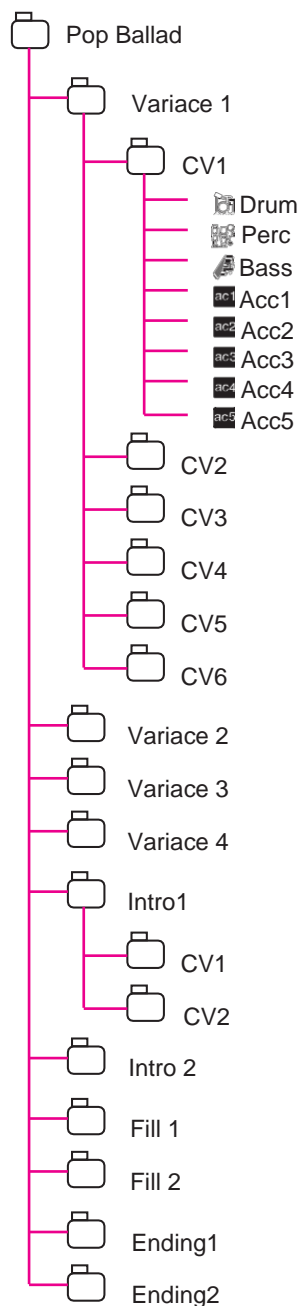 Pop Ballad
Variace 1
CV1
Drum
Perc
Bass
ac1 Acc1
ac2 Acc2
ac3 Acc3
ac4 Acc4
ac5 Acc5
CV2
CV3
CV4
CV5
CV6
Variace 2
Variace 3
Variace 4
Intro1
CV1
CV2
Intro 2
Fill 1
Fill 2
Ending1
Ending2